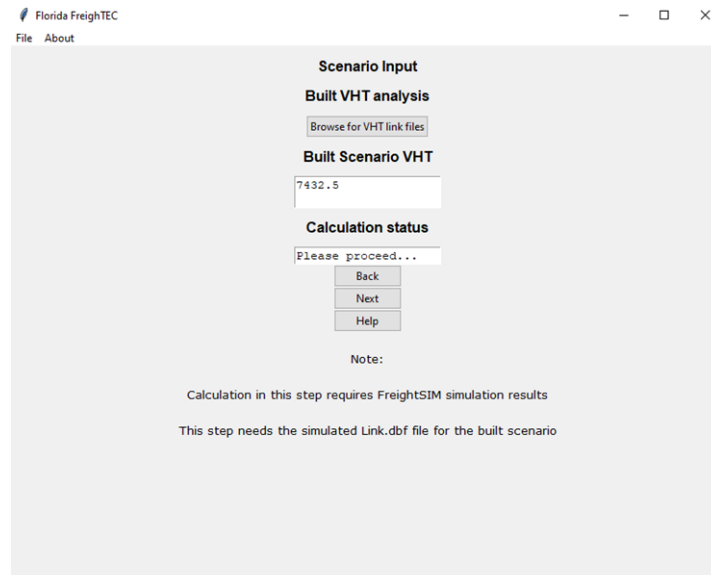 Florida FreighTEC
File About
Scenario Input
Built VHT analysis
Browse for VHT link files
Built Scenario VHT
7432.5
Calculation status
Please proceed...
Back
Next
Help
Note:
Calculation in this step requires FreightSIM simulation results
This step needs the simulated Link.dbf file for the built scenario